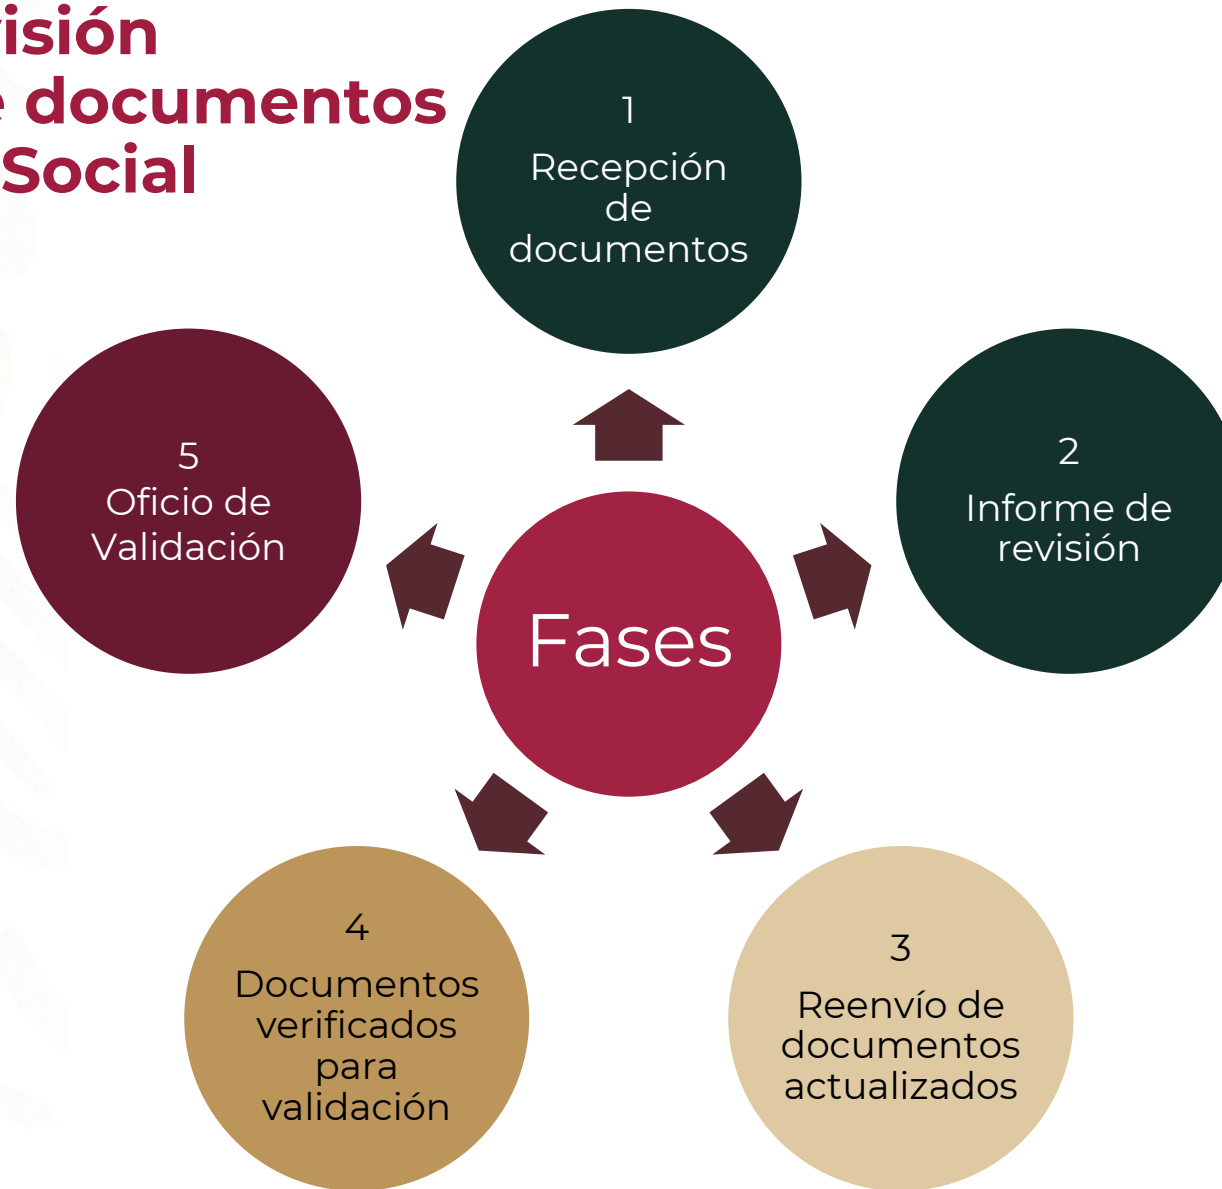 visión
e documentos
Social
1
Recepción
de
documentos
2
Informe de
revisión
3
Reenvío de
documentos
actualizados
4
Documentos
verificados
para
validación
5
Oficio de
Validación
Fases